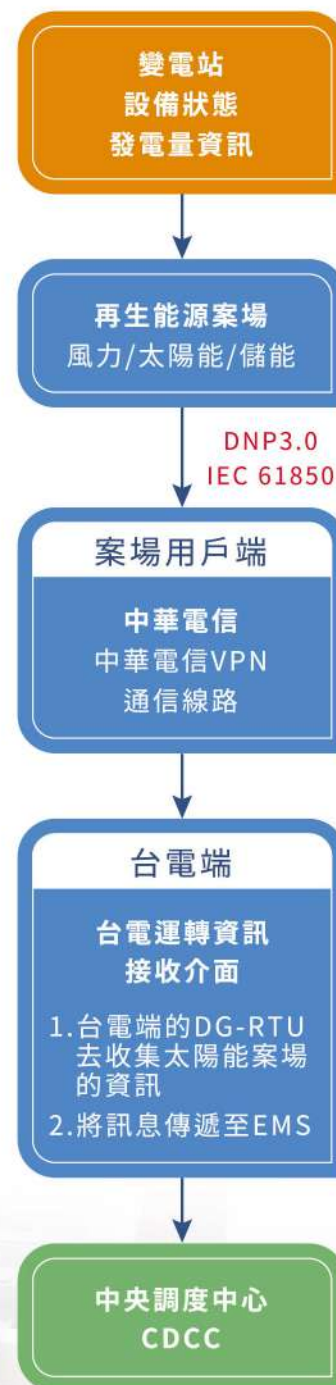 變電站
設備狀態
發電量資訊
再生能源案場
風力/太陽能/儲能
DNP3.0
IEC 61850
案場用戶端
中華電信
中華電信VPN
通信線路
台電端
台電運轉資訊
接收介面
1.台電端的DG-RTU
去收集太陽能案場
的資訊
2.將訊息傳遞至EMS
中央調度中心
CDCC